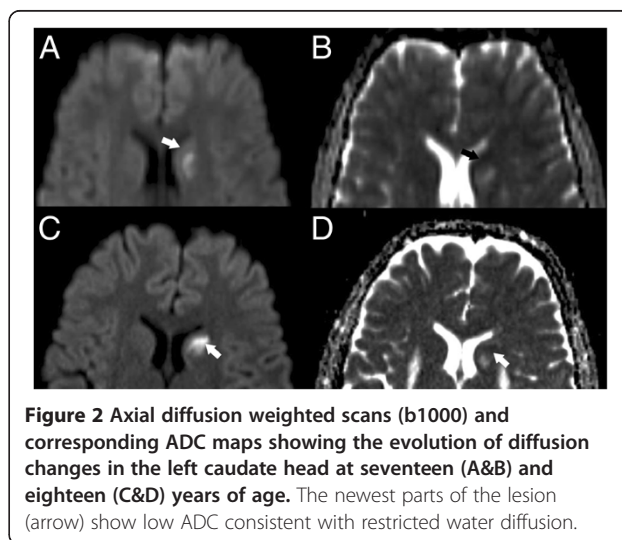 A
B
C
D
Figure 2 Axial diffusion weighted scans (b1000) and
corresponding ADC maps showing the evolution of diffusion
changes in the left caudate head at seventeen (A&B) and
eighteen (C&D) years of age. The newest parts of the lesion
(arrow) show low ADC consistent with restricted water diffusion.